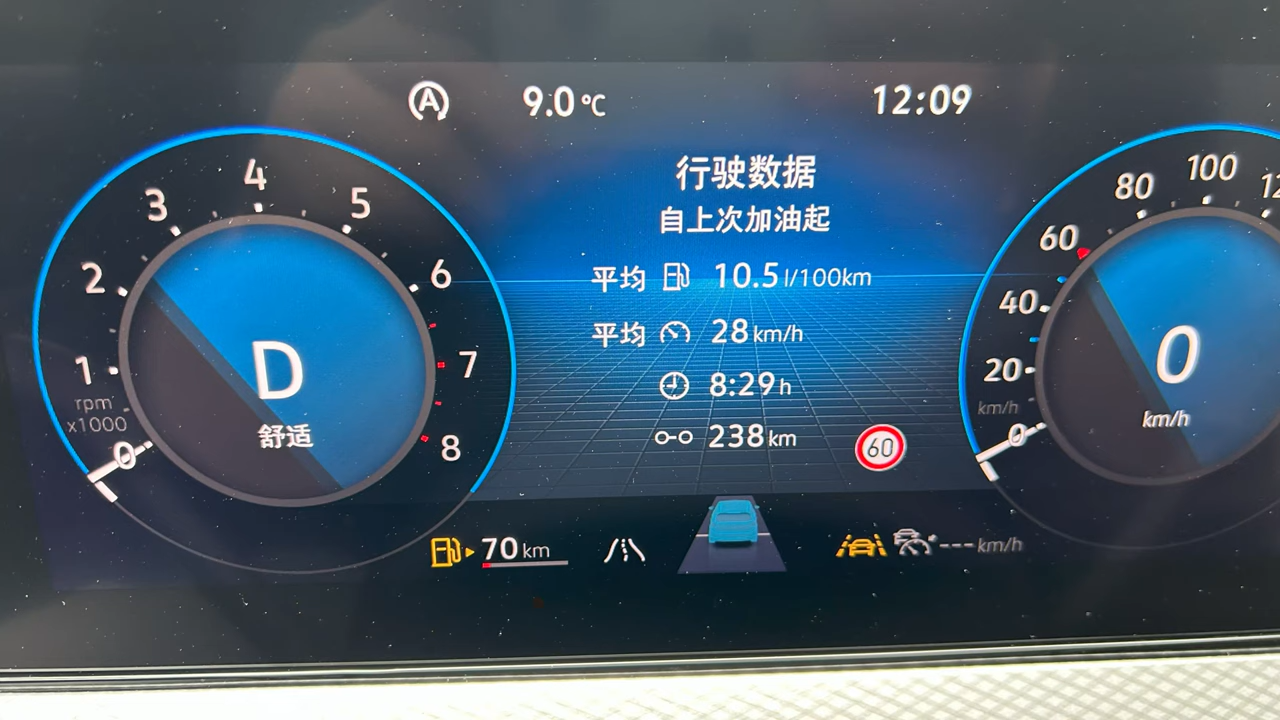 A 9.0 °C 12:09
行驶数据
自上次加油起
平均 10.5 l/100km
平均 28 km/h
8:29 h
238 km
60
0
1
2
3
4
5
6
7
8
rpm
x1000
D
舒适
0
20
40
60
80
100
km/h
0
km/h
70 km
--- km/h